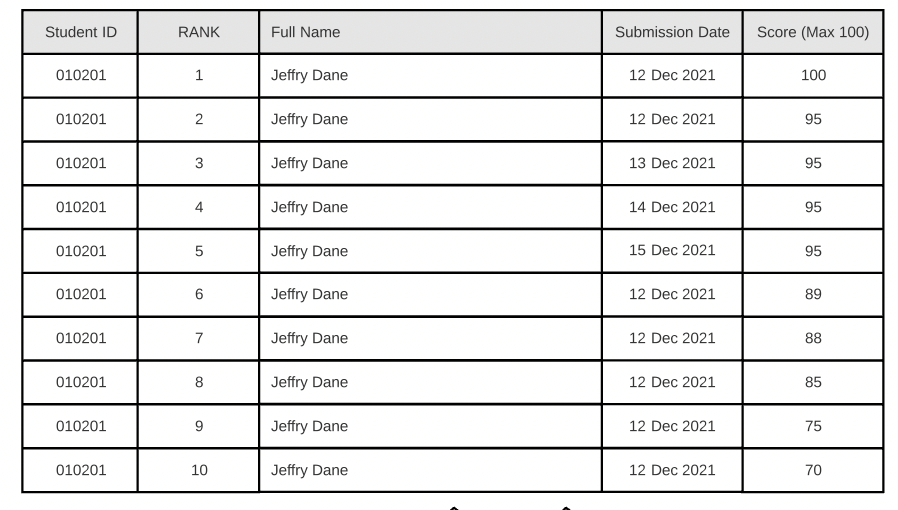 Student ID RANK Full Name Submission Date Score (Max 100)
010201 1 Jeffry Dane 12 Dec 2021 100
010201 2 Jeffry Dane 12 Dec 2021 95
010201 3 Jeffry Dane 13 Dec 2021 95
010201 4 Jeffry Dane 14 Dec 2021 95
010201 5 Jeffry Dane 15 Dec 2021 95
010201 6 Jeffry Dane 12 Dec 2021 89
010201 7 Jeffry Dane 12 Dec 2021 88
010201 8 Jeffry Dane 12 Dec 2021 85
010201 9 Jeffry Dane 12 Dec 2021 75
010201 10 Jeffry Dane 12 Dec 2021 70